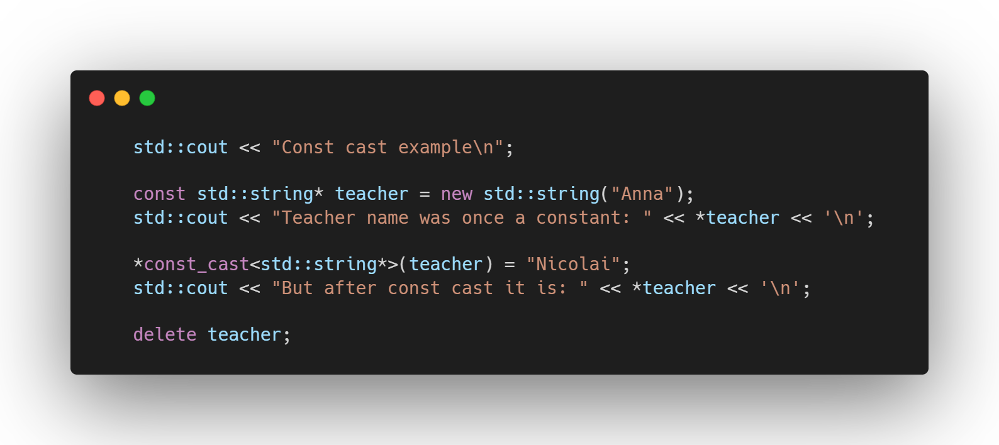 std::cout << "Const cast example\n";
const std::string* teacher = new std::string("Anna");
std::cout << "Teacher name was once a constant: " << *teacher << '\n';
*const_cast<std::string*>(teacher) = "Nicolai";
std::cout << "But after const cast it is: " << *teacher << '\n';
delete teacher;